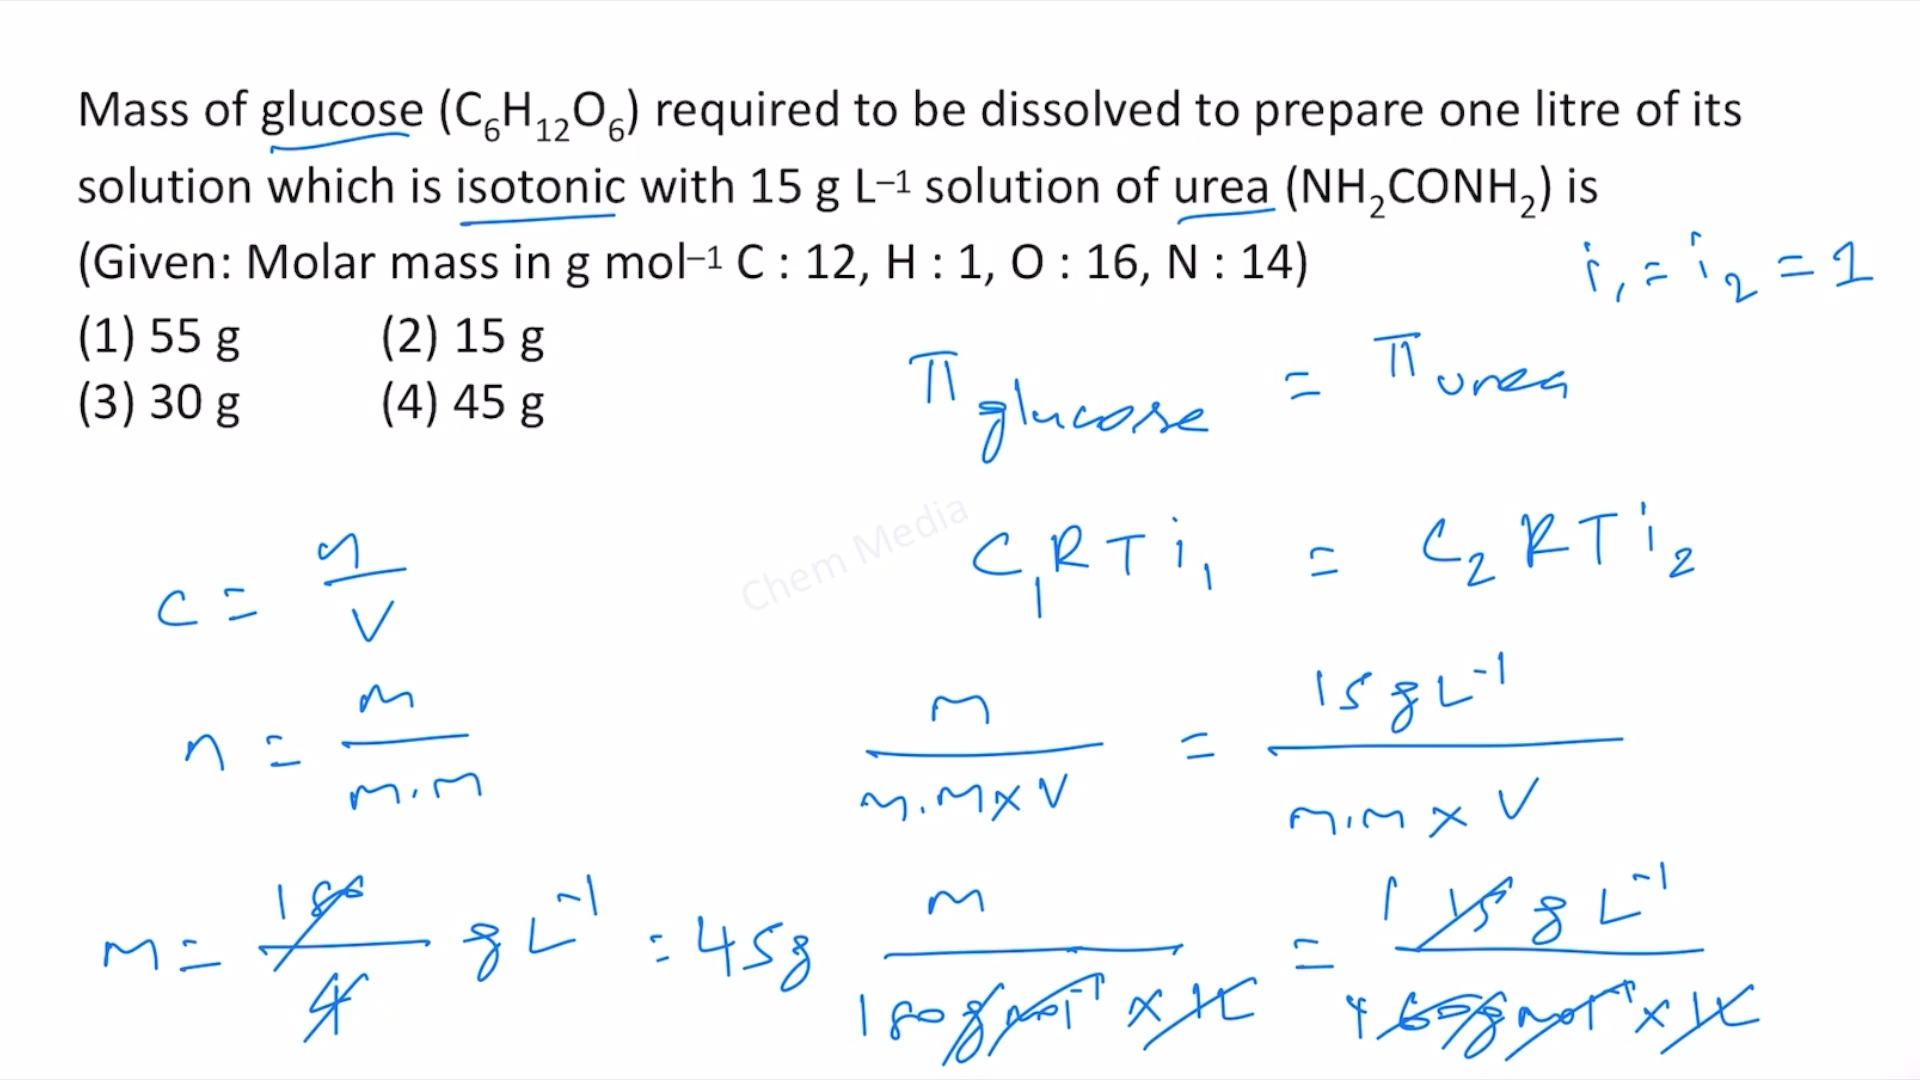 Mass of glucose (C₆H₁₂O₆) required to be dissolved to prepare one litre of its
solution which is isotonic with 15 g L⁻¹ solution of urea (NH₂CONH₂) is
(Given: Molar mass in g mol⁻¹ C : 12, H : 1, O : 16, N : 14)
i₁ = i₂ = 1
(1) 55 g (2) 15 g
(3) 30 g (4) 45 g
π glucose = π urea
Chem Media
C₁RTi₁ = C₂RTi₂
c = n/V
n = m/m.m
m/m.m×V = 15 g L⁻¹/m.m×V
m = 180/4 g L⁻¹ = 45g
m/180 g mol⁻¹ × 1L = 1 15 g L⁻¹/4 60 g mol⁻¹ × 1L